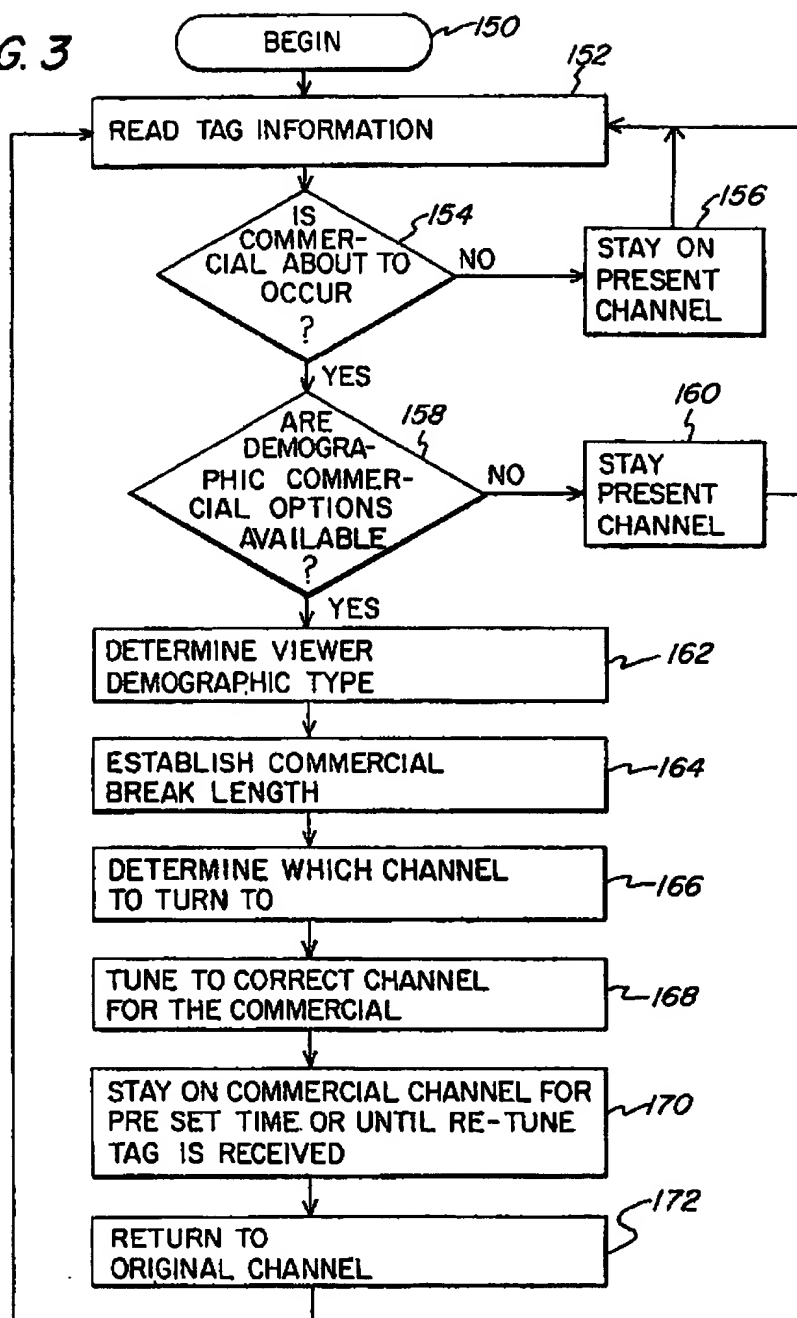 G. 3
BEGIN
150
152
READ TAG INFORMATION
IS
COMMER-
CIAL ABOUT TO
OCCUR
?
154
NO
156
STAY ON
PRESENT
CHANNEL
YES
ARE
DEMOGRA-
PHIC COMMER-
CIAL OPTIONS
AVAILABLE
?
158
NO
160
STAY
PRESENT
CHANNEL
YES
DETERMINE VIEWER
DEMOGRAPHIC TYPE
162
ESTABLISH COMMERCIAL
BREAK LENGTH
164
DETERMINE WHICH CHANNEL
TO TURN TO
166
TUNE TO CORRECT CHANNEL
FOR THE COMMERCIAL
168
STAY ON COMMERCIAL CHANNEL FOR
PRE SET TIME OR UNTIL RE-TUNE
TAG IS RECEIVED
170
172
RETURN TO
ORIGINAL CHANNEL